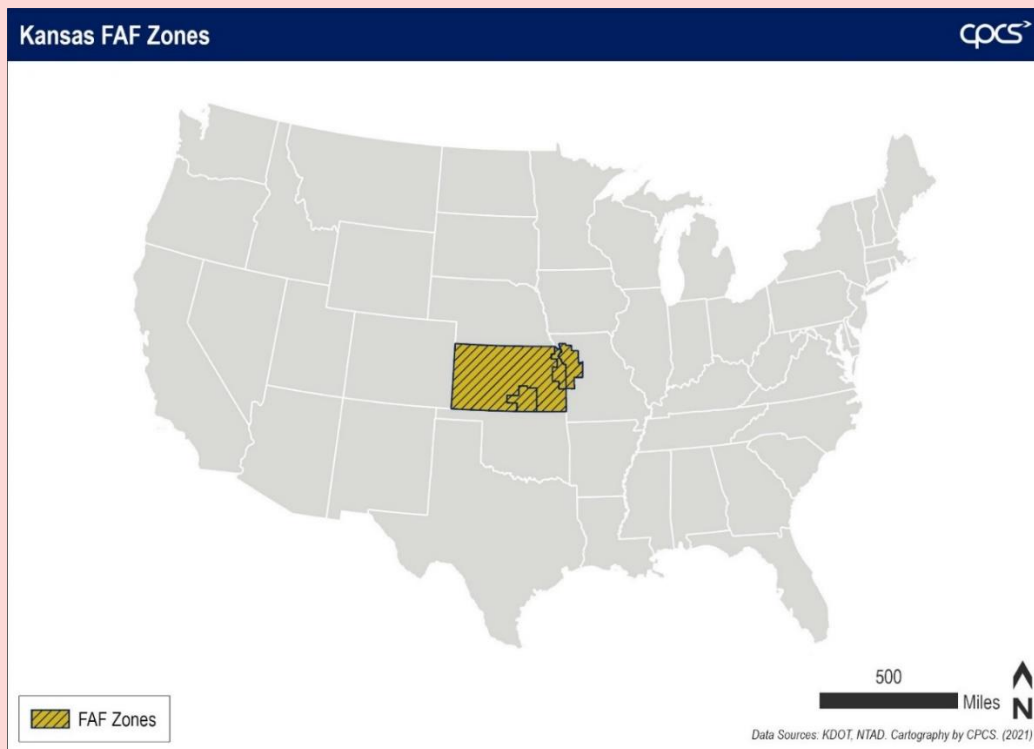 Kansas FAF Zones
cpcs
500
Miles
N
FAF Zones
Data Sources: KDOT, NTAD. Cartography by CPCS. (2021)